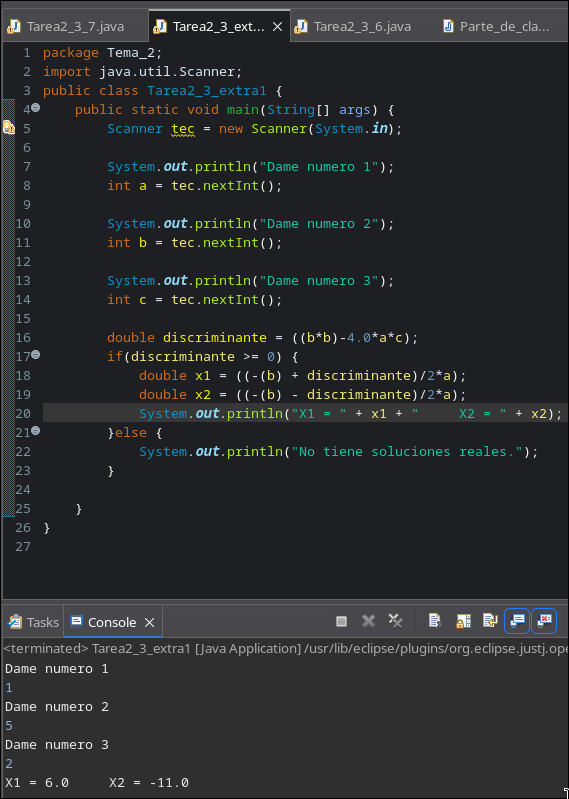 Tarea2_3_7.java Tarea2_3_ext... Tarea2_3_6.java Parte_de_cla...
1 package Tema_2;
2 import java.util.Scanner;
3 public class Tarea2_3_extra1 {
4 public static void main(String[] args) {
5 Scanner tec = new Scanner(System.in);
6
7 System.out.println("Dame numero 1");
8 int a = tec.nextInt();
9
10 System.out.println("Dame numero 2");
11 int b = tec.nextInt();
12
13 System.out.println("Dame numero 3");
14 int c = tec.nextInt();
15
16 double discriminante = ((b*b)-4.0*a*c);
17 if(discriminante >= 0) {
18 double x1 = ((-(b) + discriminante)/2*a);
19 double x2 = ((-(b) - discriminante)/2*a);
20 System.out.println("X1 = " + x1 + "     X2 = " + x2);
21 }else {
22 System.out.println("No tiene soluciones reales.");
23 }
24
25 }
26 }
27
Tasks Console
<terminated> Tarea2_3_extra1 [Java Application] /usr/lib/eclipse/plugins/org.eclipse.justj.ope
Dame numero 1
1
Dame numero 2
5
Dame numero 3
2
X1 = 6.0     X2 = -11.0